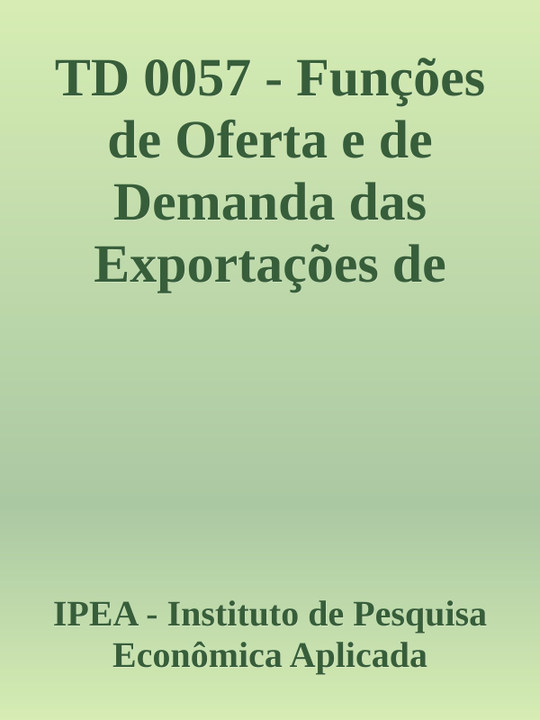 TD 0057 - Funções
de Oferta e de
Demanda das
Exportações de
IPEA - Instituto de Pesquisa
Econômica Aplicada